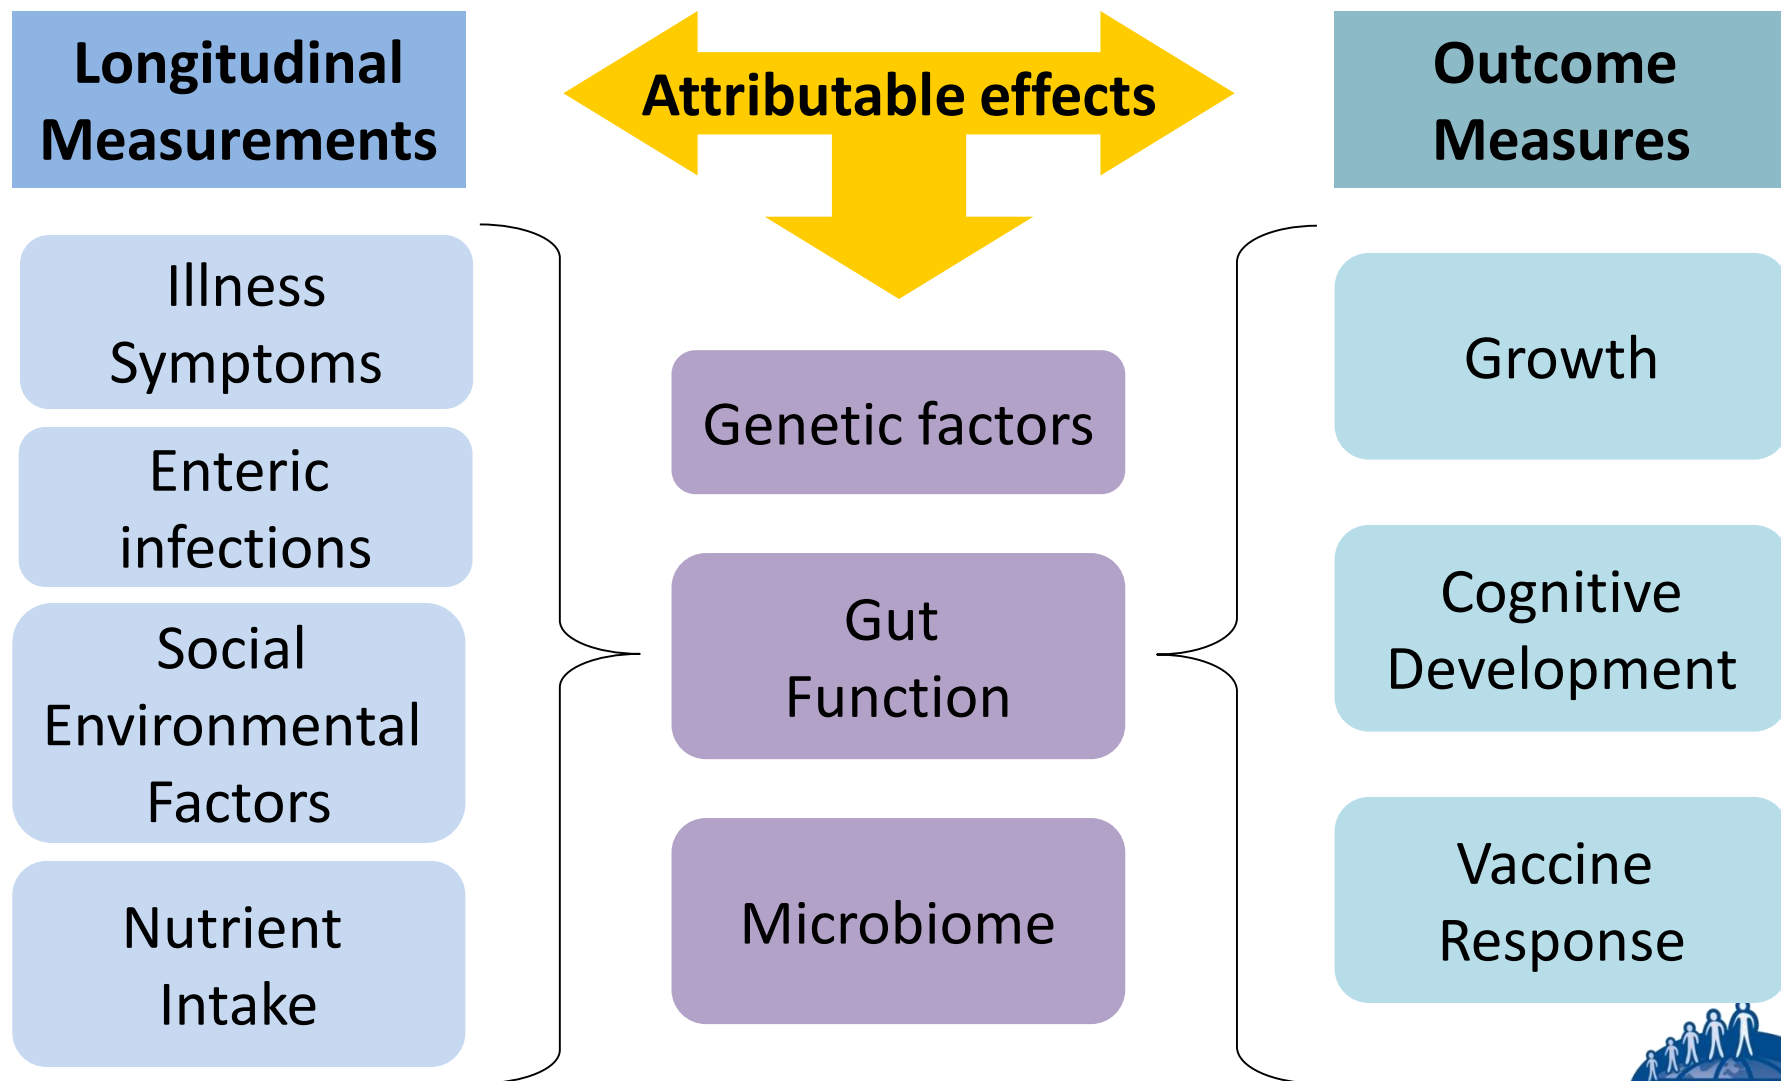 Longitudinal
Measurements
Attributable effects
Outcome
Measures
Illness
Symptoms
Enteric
infections
Social
Environmental
Factors
Nutrient
Intake
Genetic factors
Gut
Function
Microbiome
Growth
Cognitive
Development
Vaccine
Response